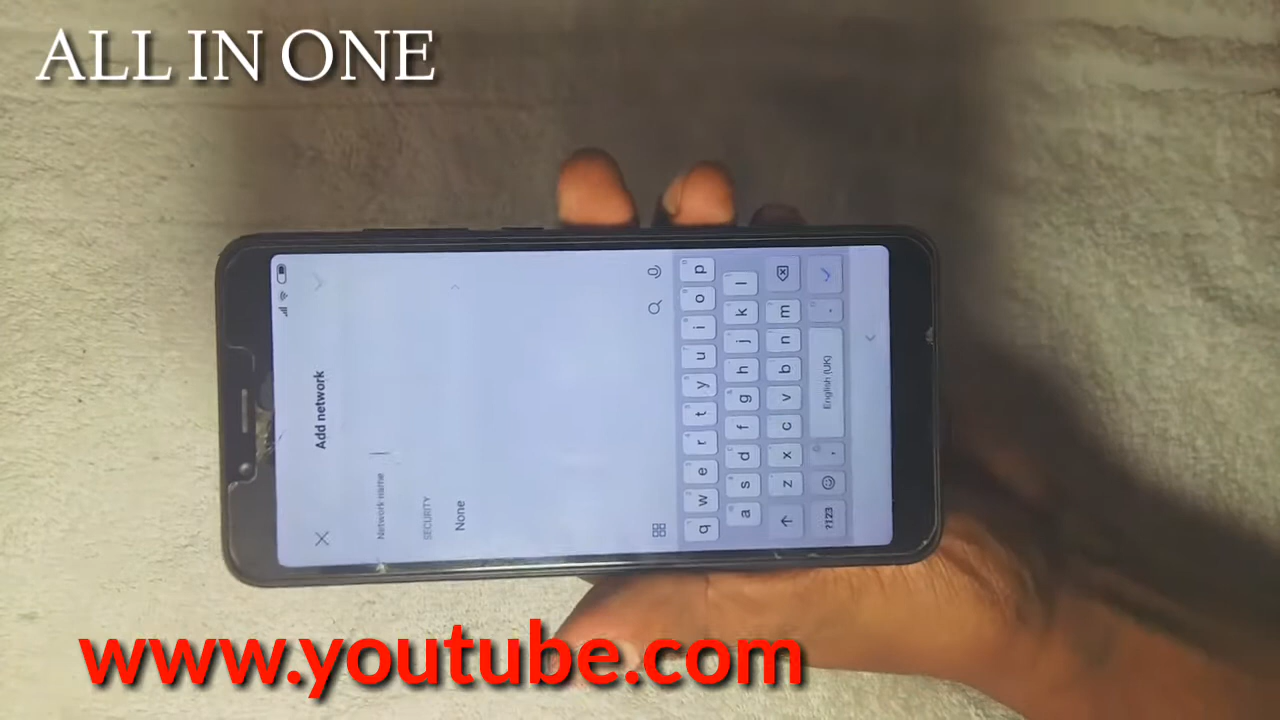 ALL IN ONE
Add network
Network name
SECURITY
None
q w e r t y u i o p
a s d f g h j k l
z x c v b n m
?123 , English (UK) .
www.youtube.com